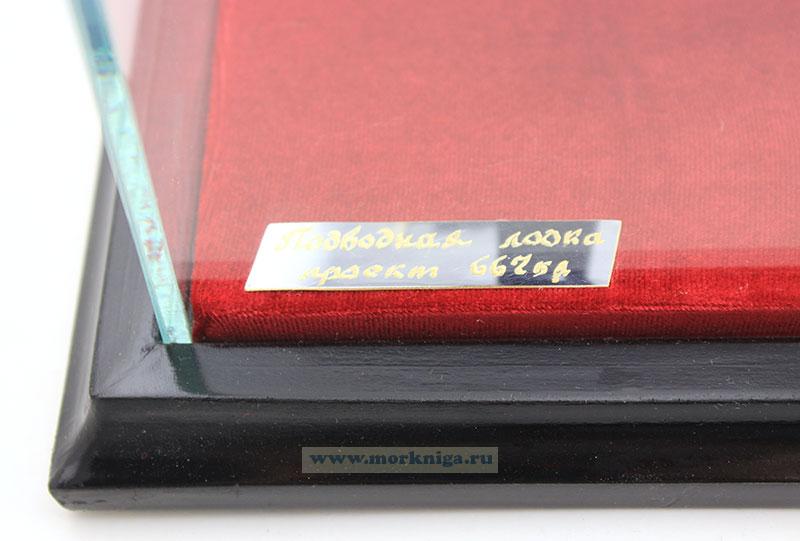 Подводная лодка
проект 667бр
www.morkniga.ru